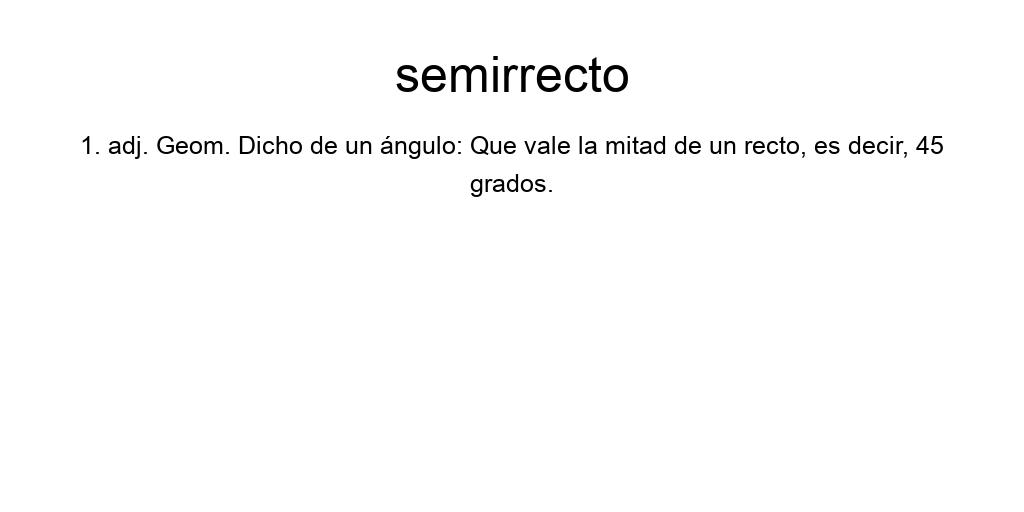 semirrecto
1. adj. Geom. Dicho de un ángulo: Que vale la mitad de un recto, es decir, 45
grados.